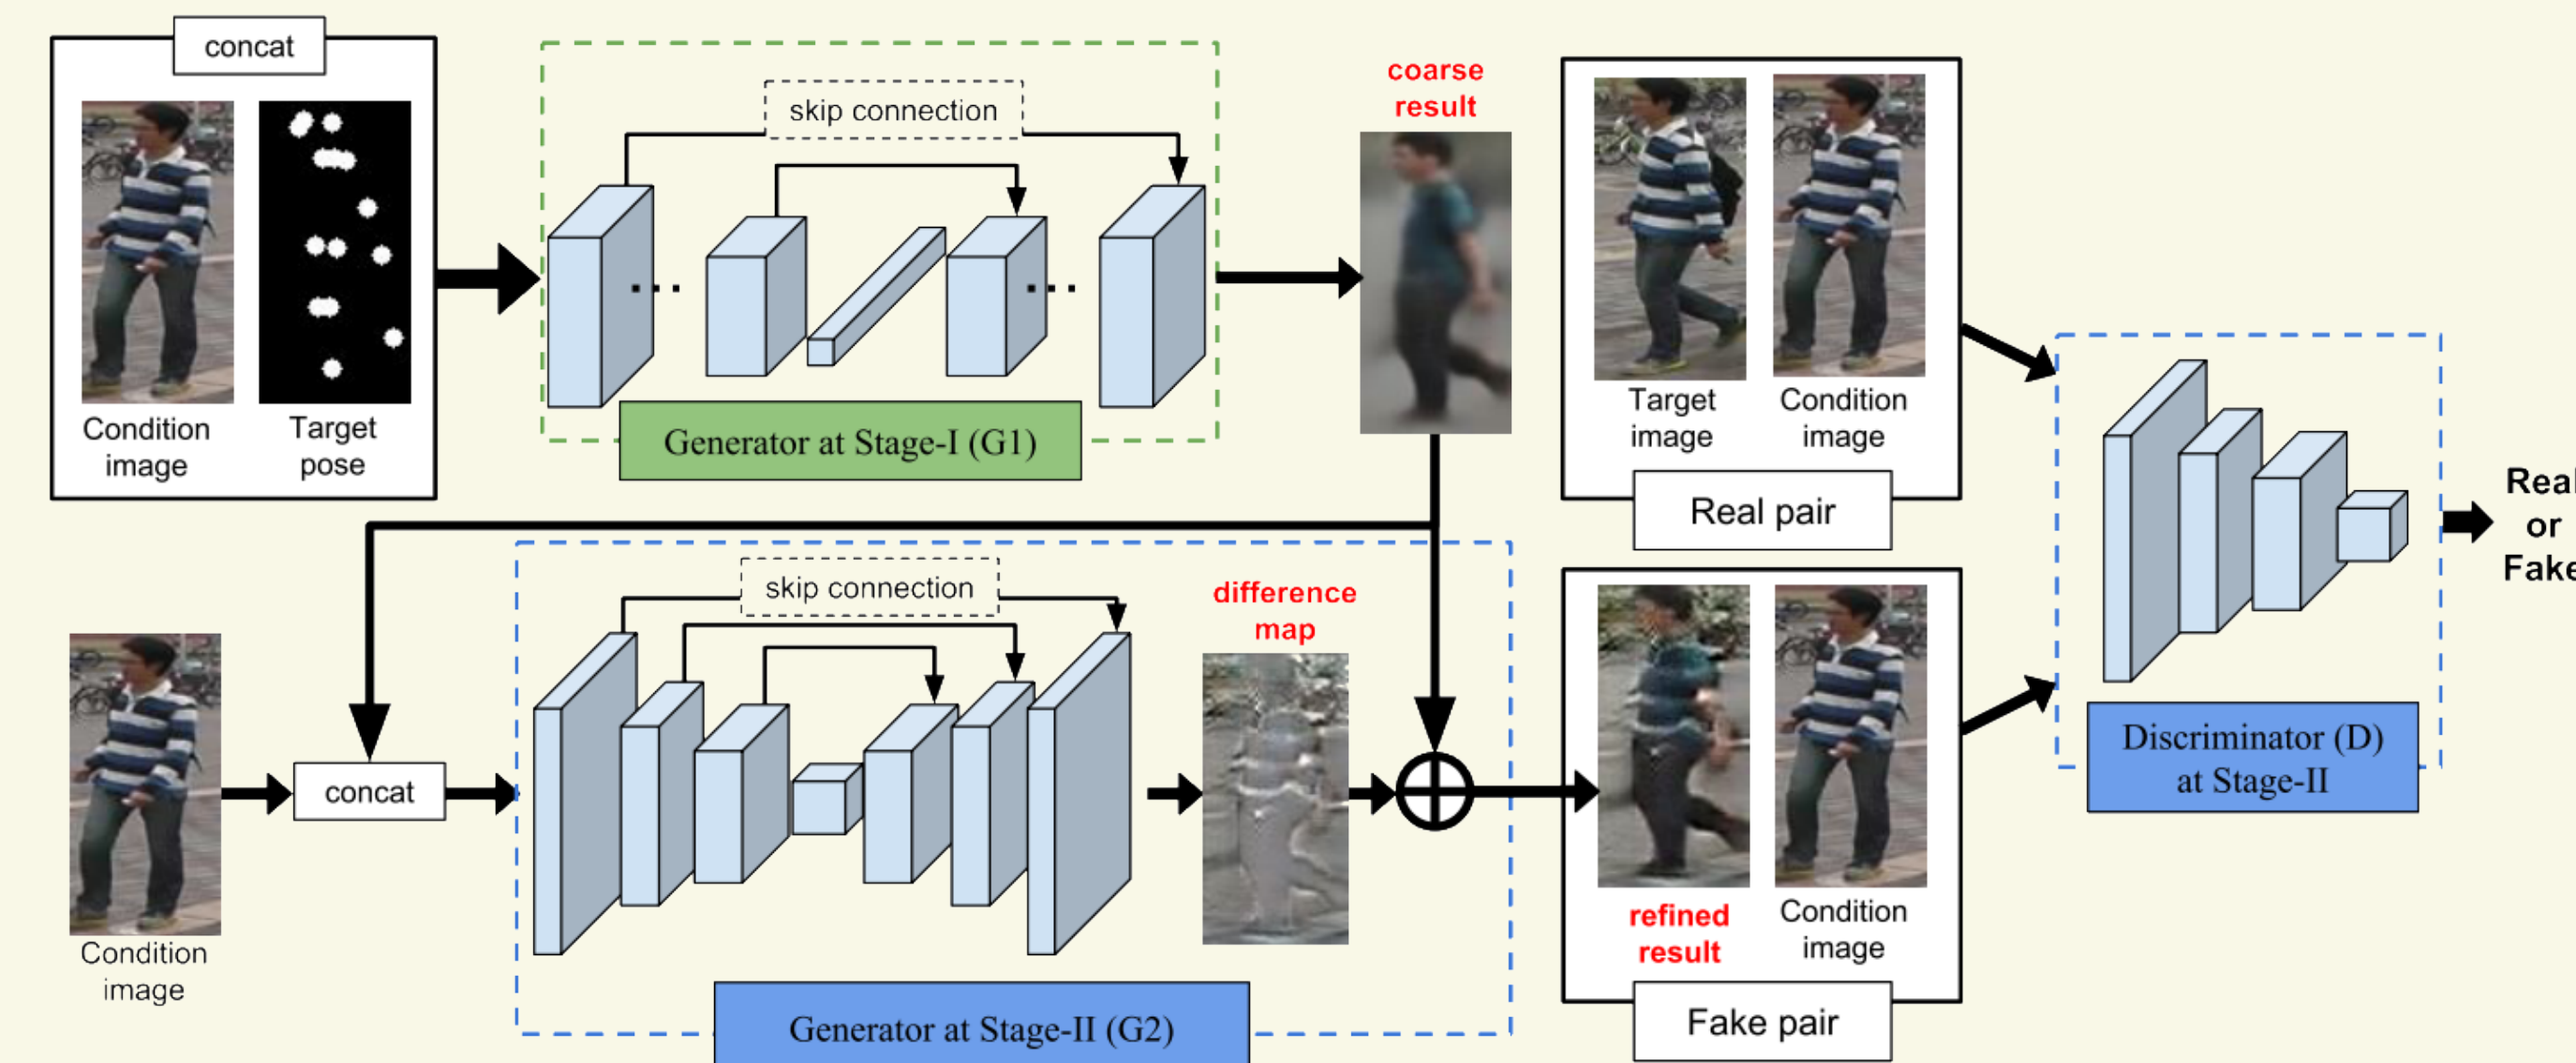 concat
Condition
image
Target
pose
skip connection
Generator at Stage-I (G1)
coarse
result
Target
image
Condition
image
Real pair
Condition
image
concat
skip connection
difference
map
Generator at Stage-II (G2)
refined
result
Condition
image
Fake pair
Discriminator (D)
at Stage-II
Real
or
Fake